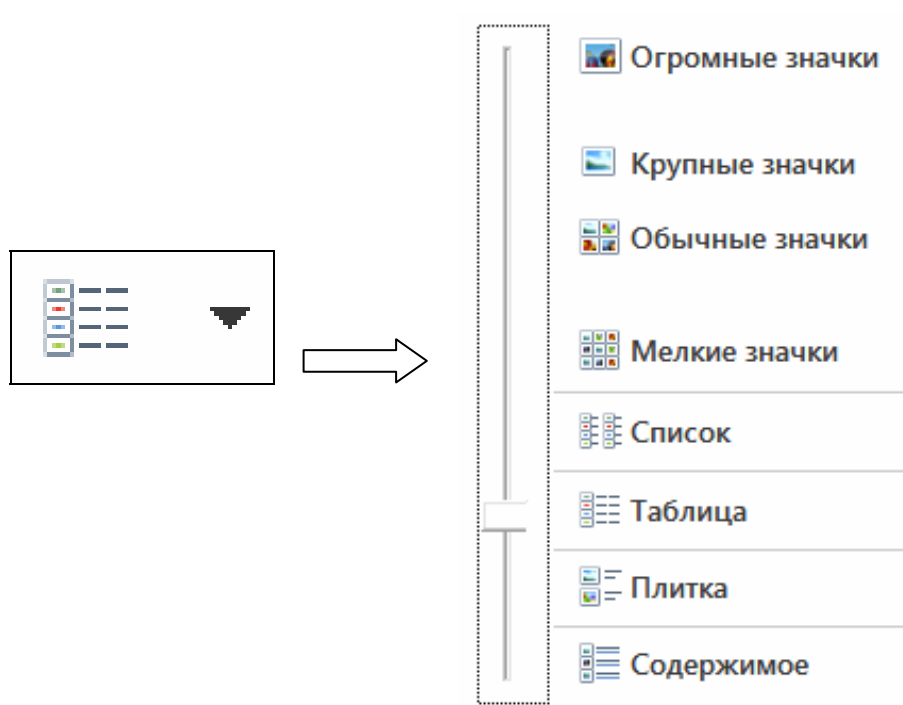 Огромные значки
Крупные значки
Обычные значки
Мелкие значки
Список
Таблица
Плитка
Содержимое